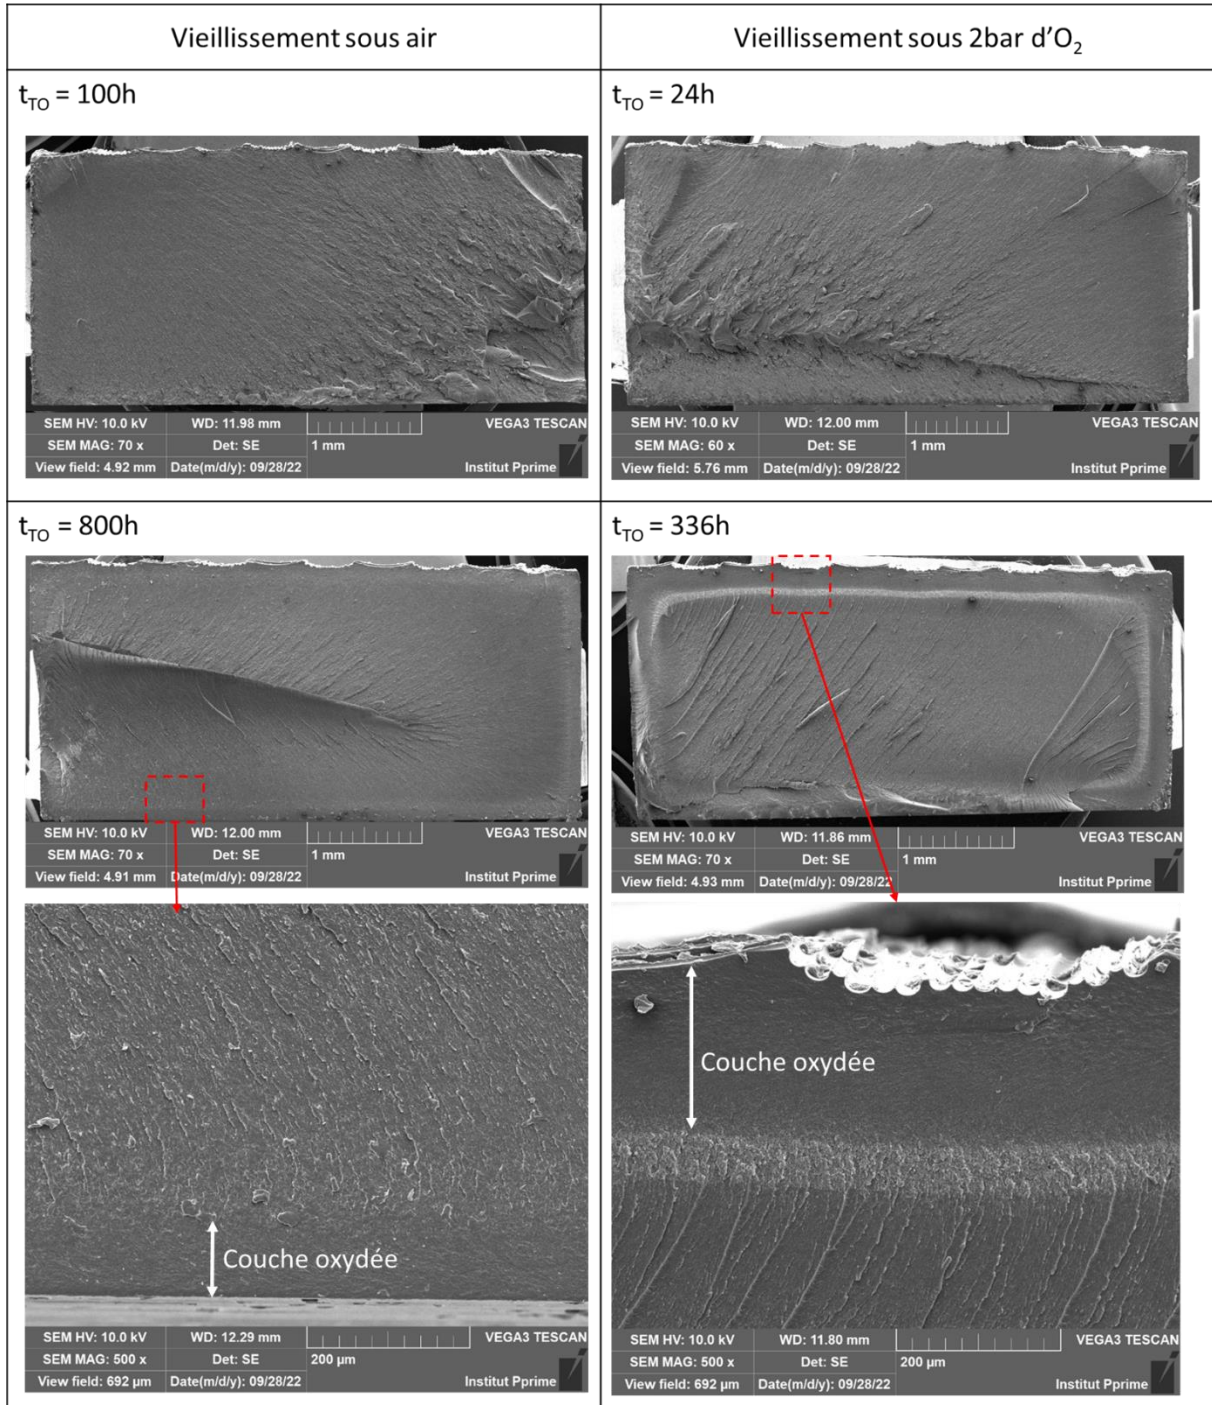 Vieillissement sous air
Vieillissement sous 2bar d'O₂
t_TO = 100h
t_TO = 24h
SEM HV: 10.0 kV WD: 11.98 mm VEGA3 TESCAN
SEM MAG: 70 x Det: SE 1 mm
View field: 4.92 mm Date(m/d/y): 09/28/22 Institut Pprime
SEM HV: 10.0 kV WD: 12.00 mm VEGA3 TESCAN
SEM MAG: 60 x Det: SE 1 mm
View field: 5.76 mm Date(m/d/y): 09/28/22 Institut Pprime
t_TO = 800h
t_TO = 336h
SEM HV: 10.0 kV WD: 12.00 mm VEGA3 TESCAN
SEM MAG: 70 x Det: SE 1 mm
View field: 4.91 mm Date(m/d/y): 09/28/22 Institut Pprime
SEM HV: 10.0 kV WD: 11.86 mm VEGA3 TESCAN
SEM MAG: 70 x Det: SE 1 mm
View field: 4.93 mm Date(m/d/y): 09/28/22 Institut Pprime
Couche oxydée
Couche oxydée
SEM HV: 10.0 kV WD: 12.29 mm VEGA3 TESCAN
SEM MAG: 500 x Det: SE 200 µm
View field: 692 µm Date(m/d/y): 09/28/22 Institut Pprime
SEM HV: 10.0 kV WD: 11.80 mm VEGA3 TESCAN
SEM MAG: 500 x Det: SE 200 µm
View field: 692 µm Date(m/d/y): 09/28/22 Institut Pprime